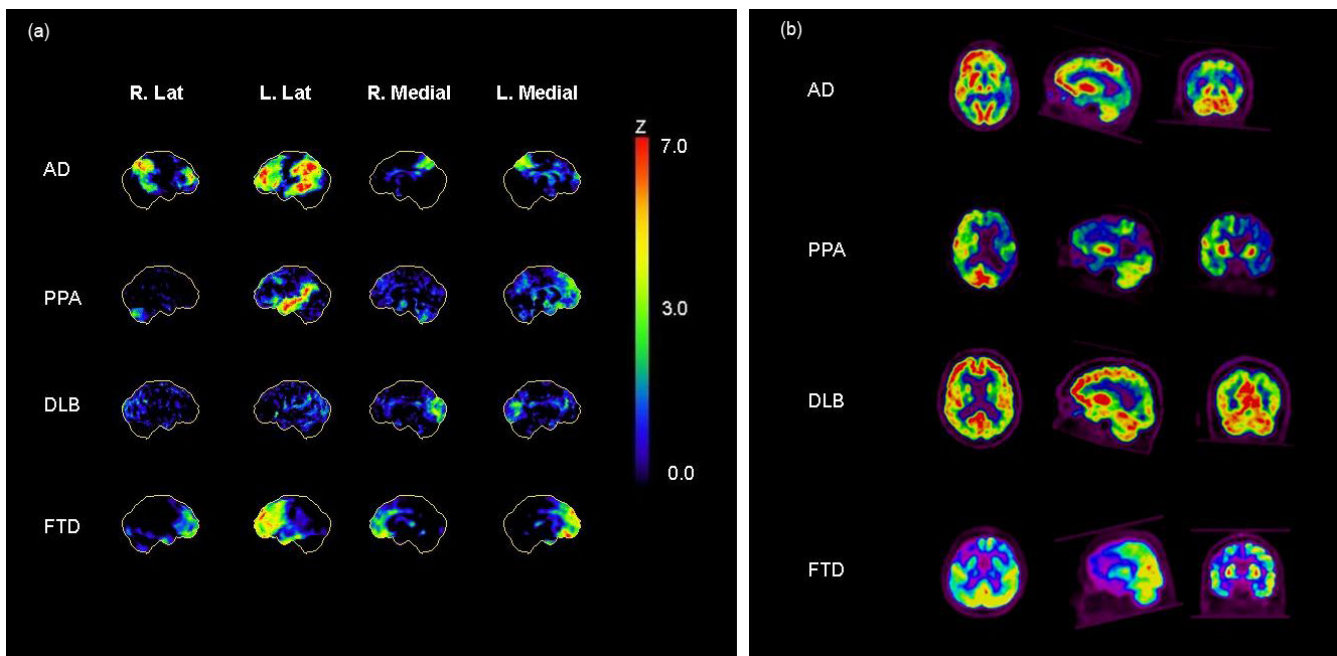 (a)
R. Lat L. Lat R. Medial L. Medial
Z
7.0
AD
PPA
3.0
DLB
0.0
FTD
(b)
AD
PPA
DLB
FTD